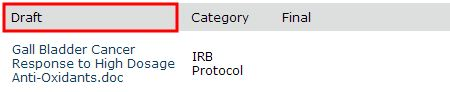 Draft Category Final
Gall Bladder Cancer
Response to High Dosage
Anti-Oxidants.doc
IRB
Protocol